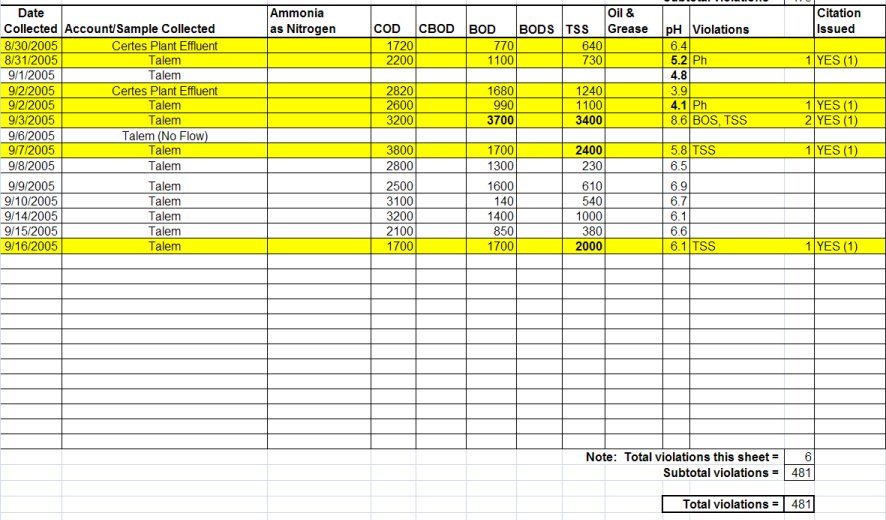 Date Ammonia Oil & Citation
Collected Account/Sample Collected as Nitrogen COD CBOD BOD BODS TSS Grease pH Violations Issued
8/30/2005 Certes Plant Effluent 1720 770 640 6.4
8/31/2005 Talem 2200 1100 730 5.2 Ph 1 YES (1)
9/1/2005 Talem 4.8
9/2/2005 Certes Plant Effluent 2820 1680 1240 3.9
9/2/2005 Talem 2600 990 1100 4.1 Ph 1 YES (1)
9/3/2005 Talem 3200 3700 3400 8.6 BOS, TSS 2 YES (1)
9/6/2005 Talem (No Flow)
9/7/2005 Talem 3800 1700 2400 5.8 TSS 1 YES (1)
9/8/2005 Talem 2800 1300 230 6.5
9/9/2005 Talem 2500 1600 610 6.9
9/10/2005 Talem 3100 140 540 6.7
9/14/2005 Talem 3200 1400 1000 6.1
9/15/2005 Talem 2100 850 380 6.6
9/16/2005 Talem 1700 1700 2000 6.1 TSS 1 YES (1)
Note: Total violations this sheet = 6
Subtotal violations = 481
Total violations = 481